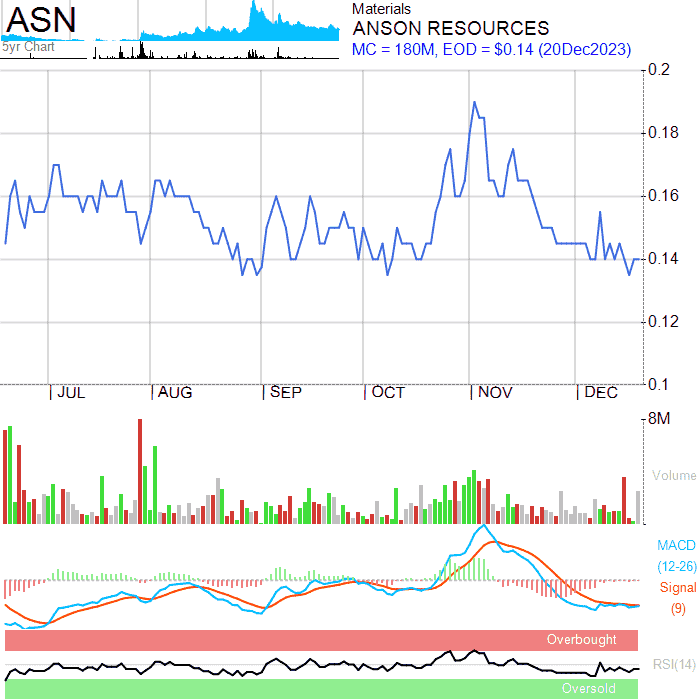 ASN
5yr Chart
Materials
ANSON RESOURCES
MC = 180M, EOD = $0.14 (20Dec2023)
0.2
0.18
0.16
0.14
0.12
0.1
JUL AUG SEP OCT NOV DEC
8M
Volume
MACD
(12-26)
Signal
(9)
Overbought
RSI(14)
Oversold